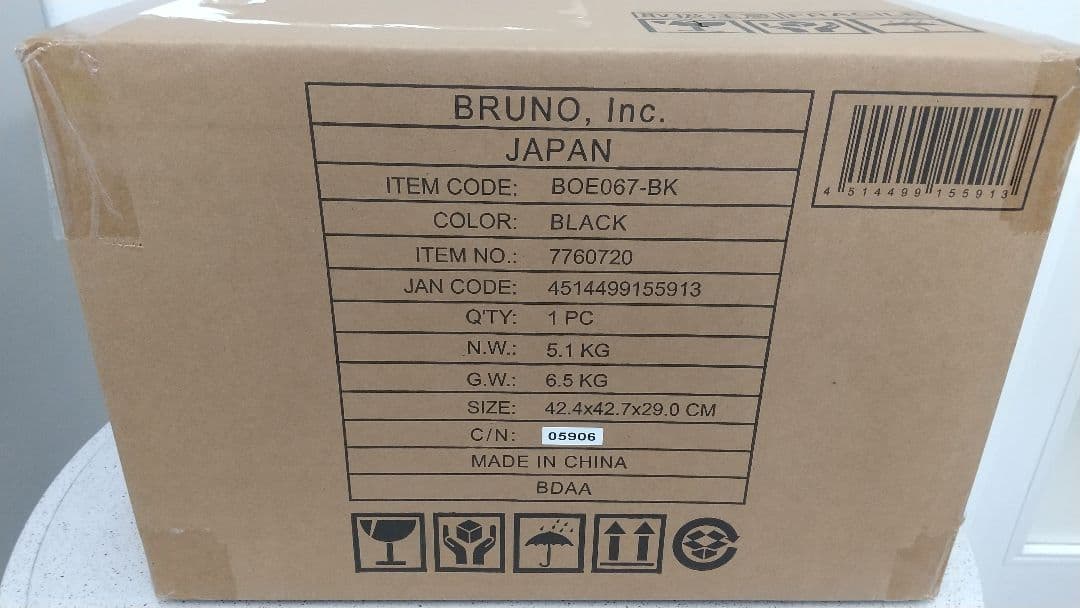 BRUNO, Inc.
JAPAN
ITEM CODE: BOE067-BK
COLOR: BLACK
ITEM NO.: 7760720
JAN CODE: 4514499155913
Q'TY: 1 PC
N.W.: 5.1 KG
G.W.: 6.5 KG
SIZE: 42.4x42.7x29.0 CM
C/N: 05906
MADE IN CHINA
BDAA
4 514499 155913